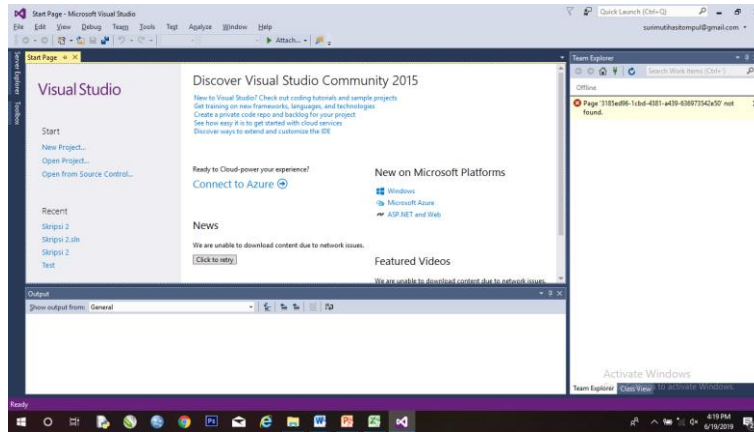 Start Page - Microsoft Visual Studio
Quick Launch (Ctrl+Q)
File Edit View Debug Team Tools Test Analyze Window Help
surimutihasitompul@gmail.com
Attach...
Server Explorer
Toolbox
Start Page
Visual Studio
Start
New Project...
Open Project...
Open from Source Control...
Recent
Skripsi 2
Skripsi 2.sln
Skripsi 2
Test
Discover Visual Studio Community 2015
New to Visual Studio? Check out coding tutorials and sample projects
Get training on new frameworks, languages, and technologies
Create a private code repo and backlog for your project
See how easy it is to get started with cloud services
Discover ways to extend and customize the IDE
Ready to Cloud-power your experience?
Connect to Azure
News
We are unable to download content due to network issues.
Click to retry
New on Microsoft Platforms
Windows
Microsoft Azure
ASP.NET and Web
Featured Videos
We are unable to download content due to network issues.
Team Explorer
Search Work Items (Ctrl+')
Offline
Page '3185ed96-1cbd-4381-a439-636973542e50' not
found.
Output
Show output from: General
Activate Windows
to activate Windows.
Team Explorer Class View
Ready
4:19 PM
6/19/2019